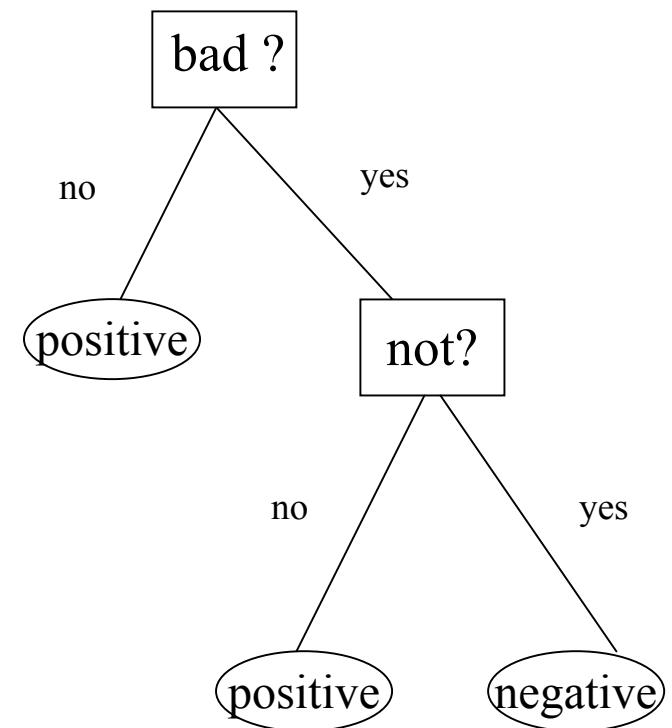 bad ?
no
yes
positive
not?
no
yes
positive
negative